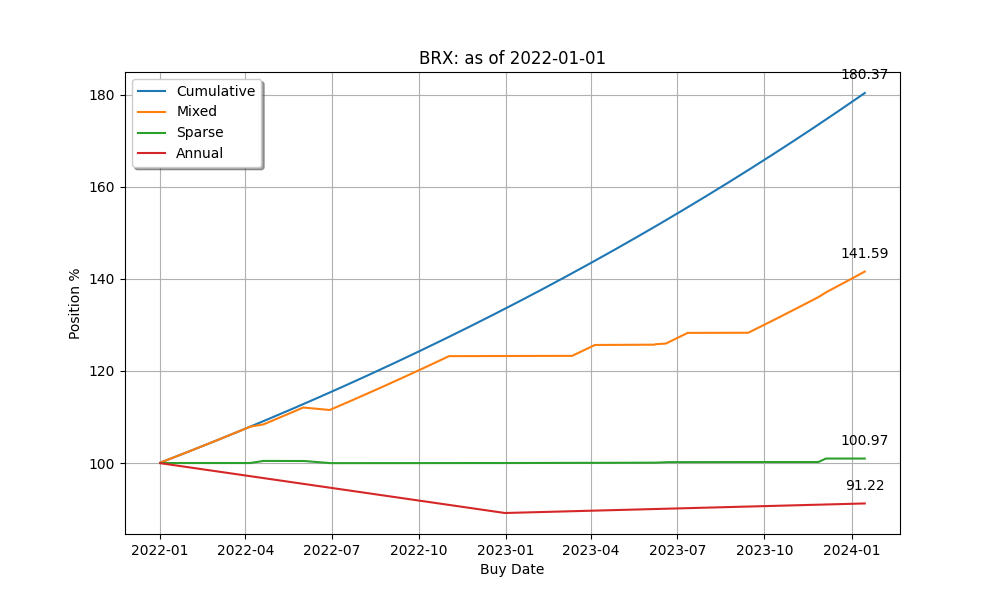 BRX: as of 2022-01-01
180.37
180
Cumulative
Mixed
Sparse
Annual
160
141.59
140
Position %
120
100.97
100
91.22
2022-01 2022-04 2022-07 2022-10 2023-01 2023-04 2023-07 2023-10 2024-01
Buy Date